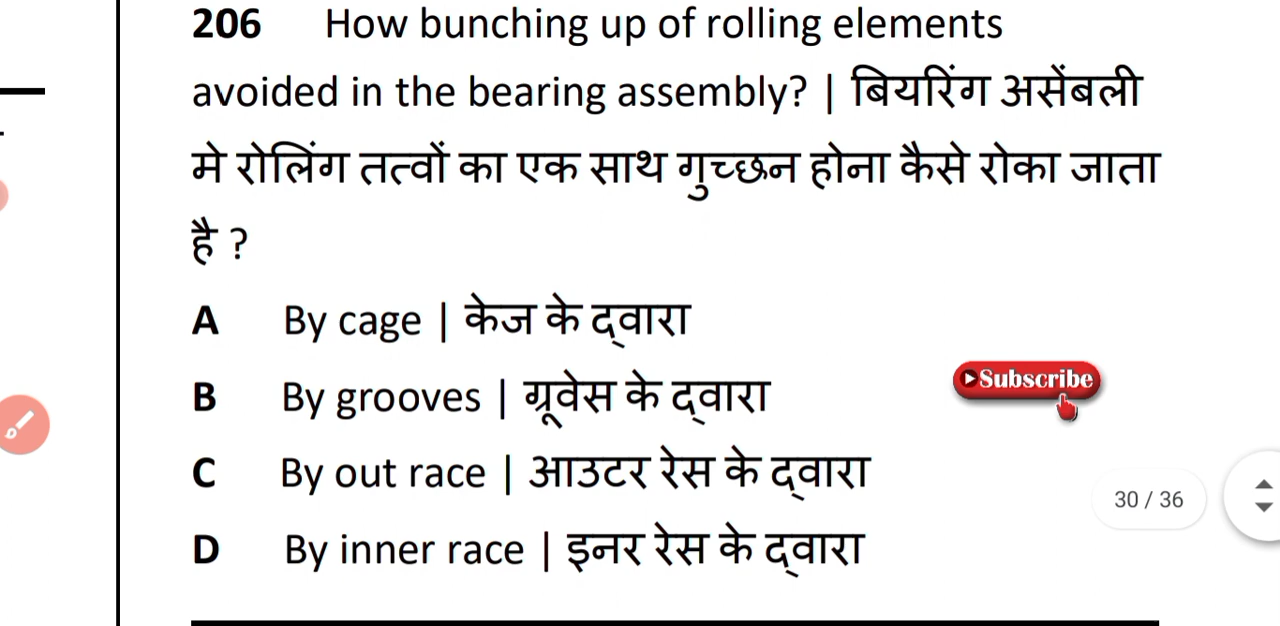 206 How bunching up of rolling elements
avoided in the bearing assembly? | बियरिंग असेंबली
मे रोलिंग तत्वों का एक साथ गुच्छन होना कैसे रोका जाता
है ?
A By cage | केज के द्वारा
B By grooves | ग्रूवेस के द्वारा
Subscribe
C By out race | आउटर रेस के द्वारा
30 / 36
D By inner race | इनर रेस के द्वारा